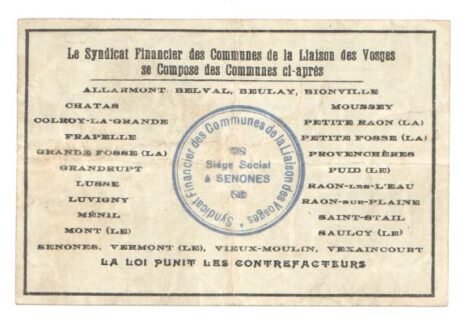 Le Syndicat Financier des Communes de la Liaison des Vosges
se Compose des Communes ci-après
ALLARMONT, BELVAL, BEULAY, BIONVILLE
CHATAS MOUSSEY
COLROY-LA-GRANDE PETITE RAON (LA)
FRAPELLE PETITE FOSSE (LA)
GRANDE FOSSE (LA) PROVENCHÈRES
GRANDRUPT PUID (LE)
LUSSE RAON-LES-L'EAU
LUVIGNY RAON-SUR-PLAINE
MÉNIL SAINT-STAIL
MONT (LE) SAULCY (LE)
SENONES, VERMONT (LE), VIEUX-MOULIN, VEXAINCOURT
LA LOI PUNIT LES CONTREFACTEURS
Syndicat Financier des Communes de la Liaison des Vosges
Siège Social
à SENONES